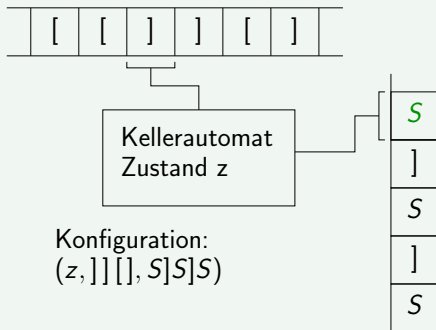 [ [ ] ] [ ]
S
]
S
]
S
Kellerautomat
Zustand z
Konfiguration:
(z, ] ] [ ], S]S]S)